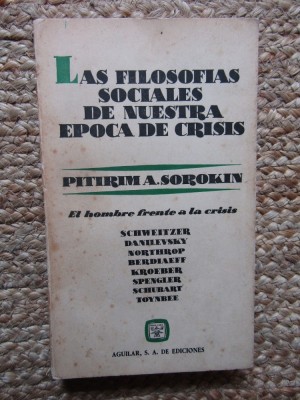 LAS FILOSOFIAS
SOCIALES
DE NUESTRA
EPOCA DE CRISIS
PITIRIM A. SOROKIN
El hombre frente a la crisis
SCHWEITZER
DANILEVSKY
NORTHROP
BERDIAEFF
KROEBER
SPENGLER
SCHUBART
TOYNBEE
AGUILAR, S. A. DE EDICIONES